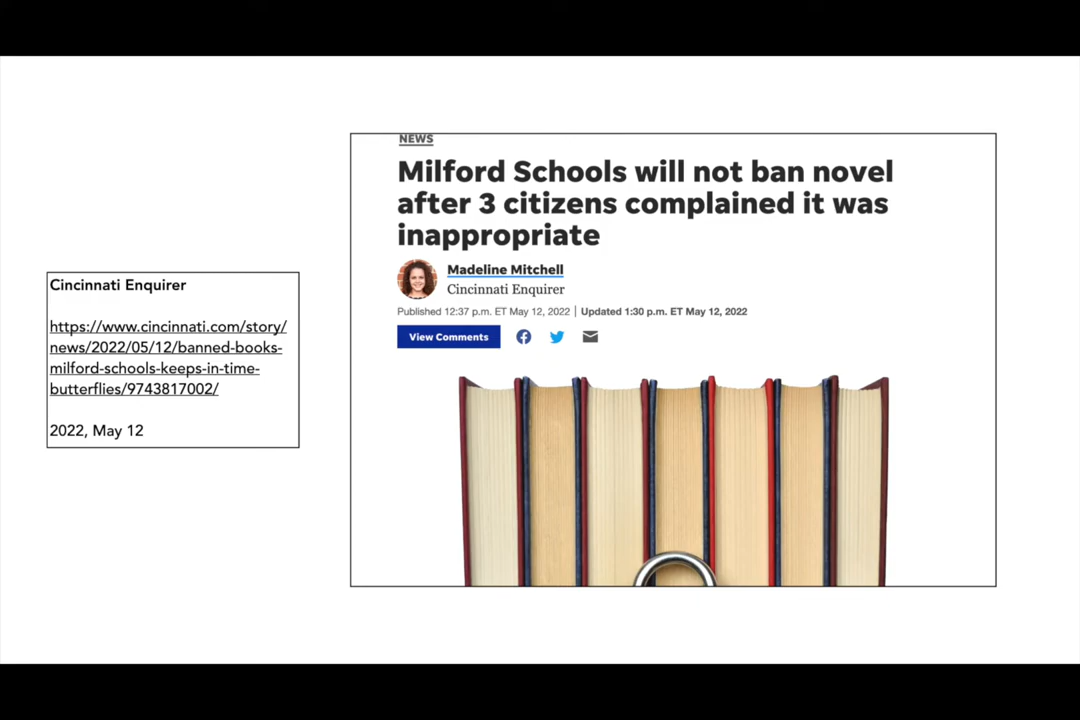 Cincinnati Enquirer
https://www.cincinnati.com/story/
news/2022/05/12/banned-books-
milford-schools-keeps-in-time-
butterflies/9743817002/
2022, May 12
NEWS
Milford Schools will not ban novel
after 3 citizens complained it was
inappropriate
Madeline Mitchell
Cincinnati Enquirer
Published 12:37 p.m. ET May 12, 2022 | Updated 1:30 p.m. ET May 12, 2022
View Comments